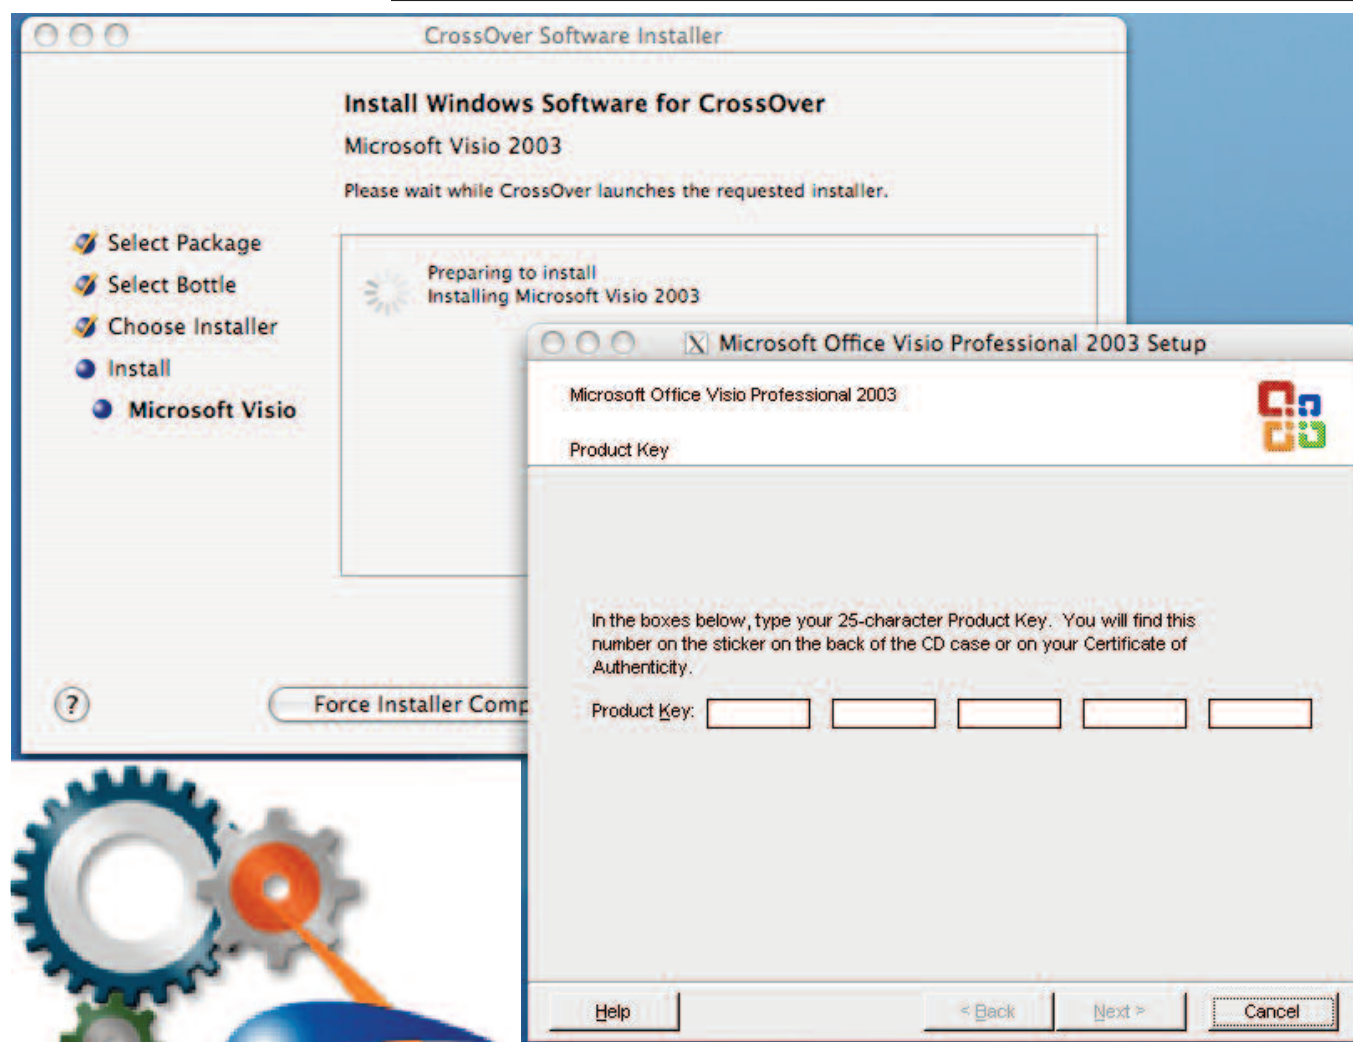 CrossOver Software Installer
Install Windows Software for CrossOver
Microsoft Visio 2003
Please wait while CrossOver launches the requested installer.
Select Package
Select Bottle
Choose Installer
Install
Microsoft Visio
Preparing to install
Installing Microsoft Visio 2003
?
Force Installer Comp
X Microsoft Office Visio Professional 2003 Setup
Microsoft Office Visio Professional 2003
Product Key
In the boxes below, type your 25-character Product Key. You will find this
number on the sticker on the back of the CD case or on your Certificate of
Authenticity.
Product Key:
Help
< Back
Next >
Cancel